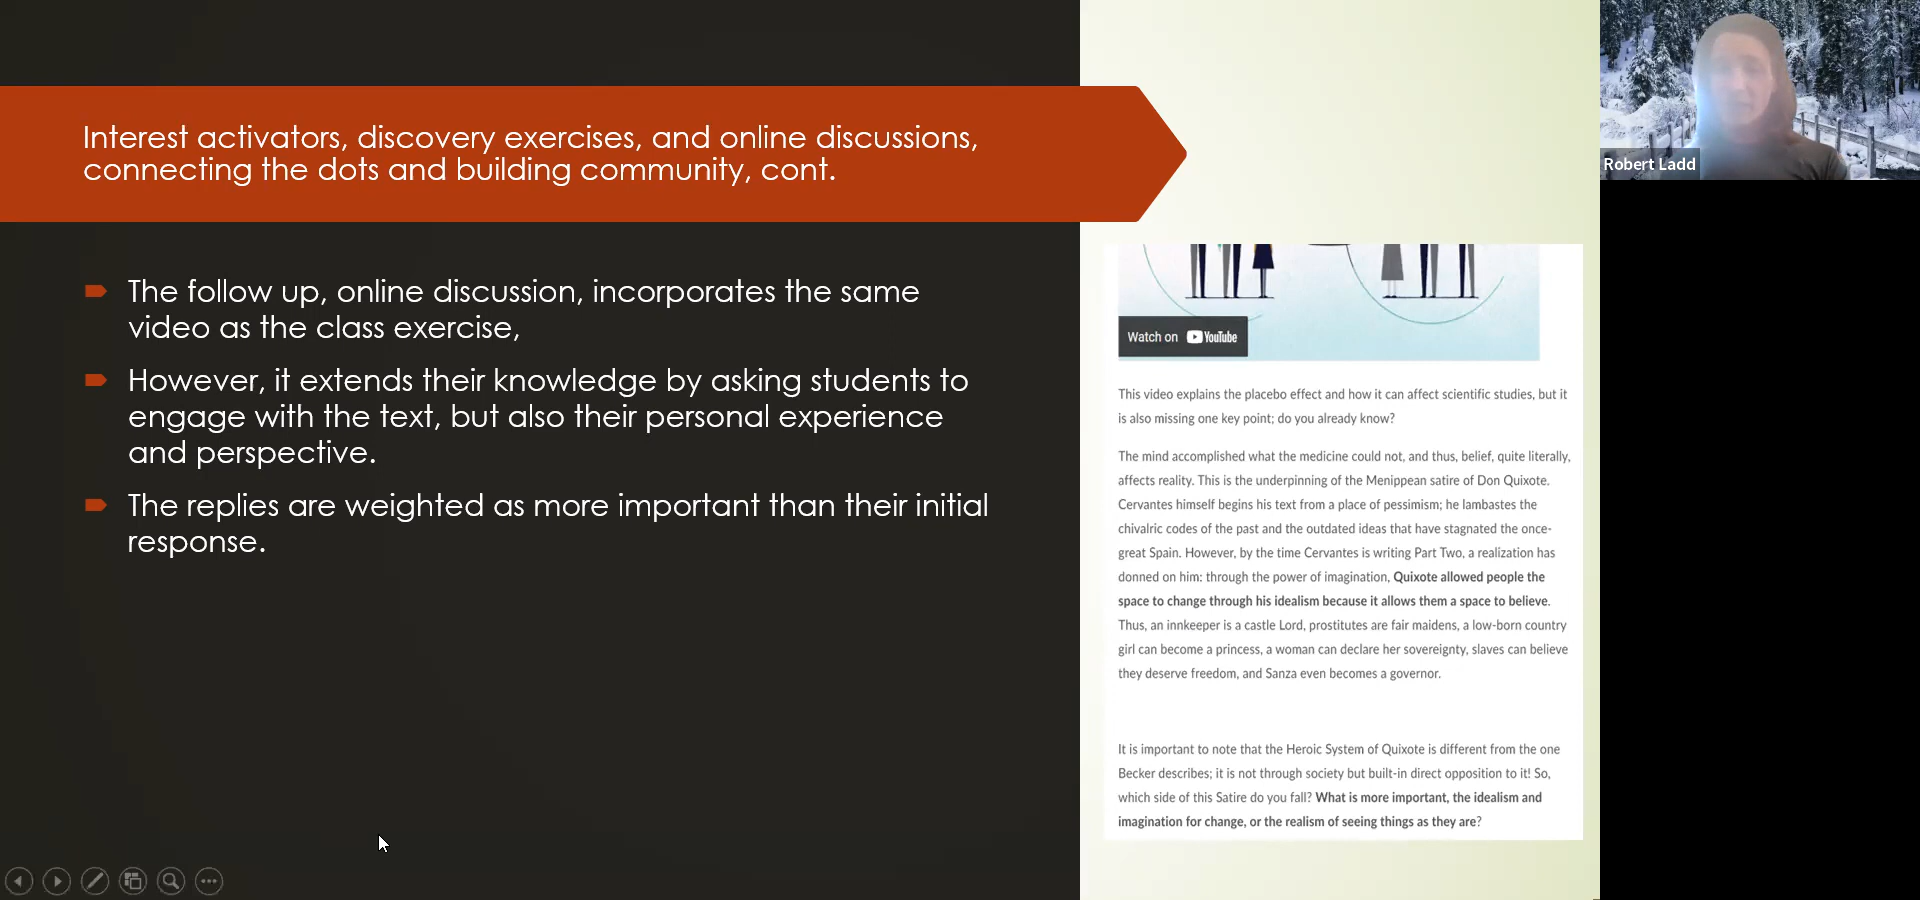 Interest activators, discovery exercises, and online discussions,
connecting the dots and building community, cont.
The follow up, online discussion, incorporates the same
video as the class exercise,
However, it extends their knowledge by asking students to
engage with the text, but also their personal experience
and perspective.
The replies are weighted as more important than their initial
response.
Watch on YouTube
This video explains the placebo effect and how it can affect scientific studies, but it
is also missing one key point; do you already know?
The mind accomplished what the medicine could not, and thus, belief, quite literally,
affects reality. This is the underpinning of the Menippean satire of Don Quixote.
Cervantes himself begins his text from a place of pessimism; he lambastes the
chivalric codes of the past and the outdated ideas that have stagnated the once-
great Spain. However, by the time Cervantes is writing Part Two, a realization has
donned on him: through the power of imagination, Quixote allowed people the
space to change through his idealism because it allows them a space to believe.
Thus, an innkeeper is a castle Lord, prostitutes are fair maidens, a low-born country
girl can become a princess, a woman can declare her sovereignty, slaves can believe
they deserve freedom, and Sanza even becomes a governor.
It is important to note that the Heroic System of Quixote is different from the one
Becker describes; it is not through society but built-in direct opposition to it! So,
which side of this Satire do you fall? What is more important, the idealism and
imagination for change, or the realism of seeing things as they are?
Robert Ladd